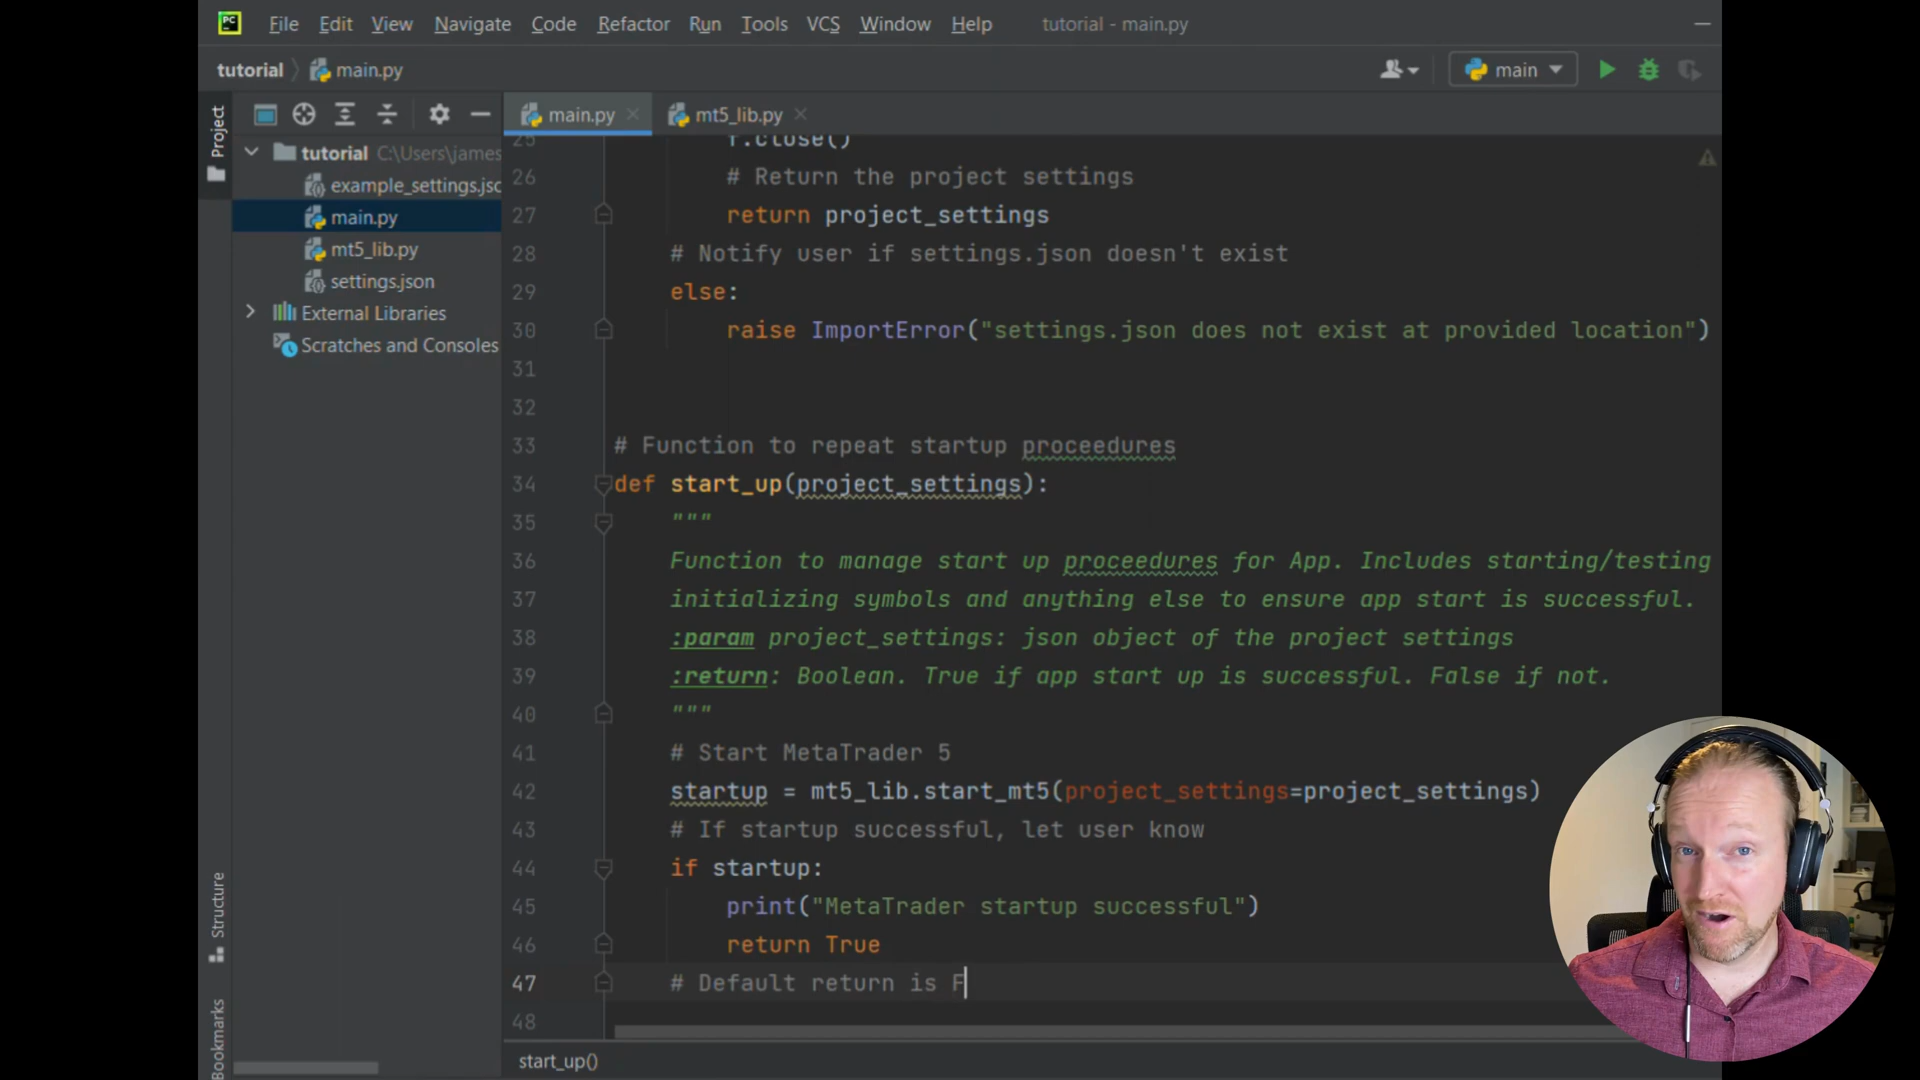 PC File Edit View Navigate Code Refactor Run Tools VCS Window Help tutorial - main.py
tutorial main.py main
Project
main.py mt5_lib.py
tutorial C:\Users\james
example_settings.jsc
main.py
mt5_lib.py
settings.json
External Libraries
Scratches and Consoles
Structure
Bookmarks
25 f.close()
26 # Return the project settings
27 return project_settings
28 # Notify user if settings.json doesn't exist
29 else:
30 raise ImportError("settings.json does not exist at provided location")
31
32
33 # Function to repeat startup proceedures
34 def start_up(project_settings):
35 """
36 Function to manage start up proceedures for App. Includes starting/testing
37 initializing symbols and anything else to ensure app start is successful.
38 :param project_settings: json object of the project settings
39 :return: Boolean. True if app start up is successful. False if not.
40 """
41 # Start MetaTrader 5
42 startup = mt5_lib.start_mt5(project_settings=project_settings)
43 # If startup successful, let user know
44 if startup:
45 print("MetaTrader startup successful")
46 return True
47 # Default return is F
48
start_up()